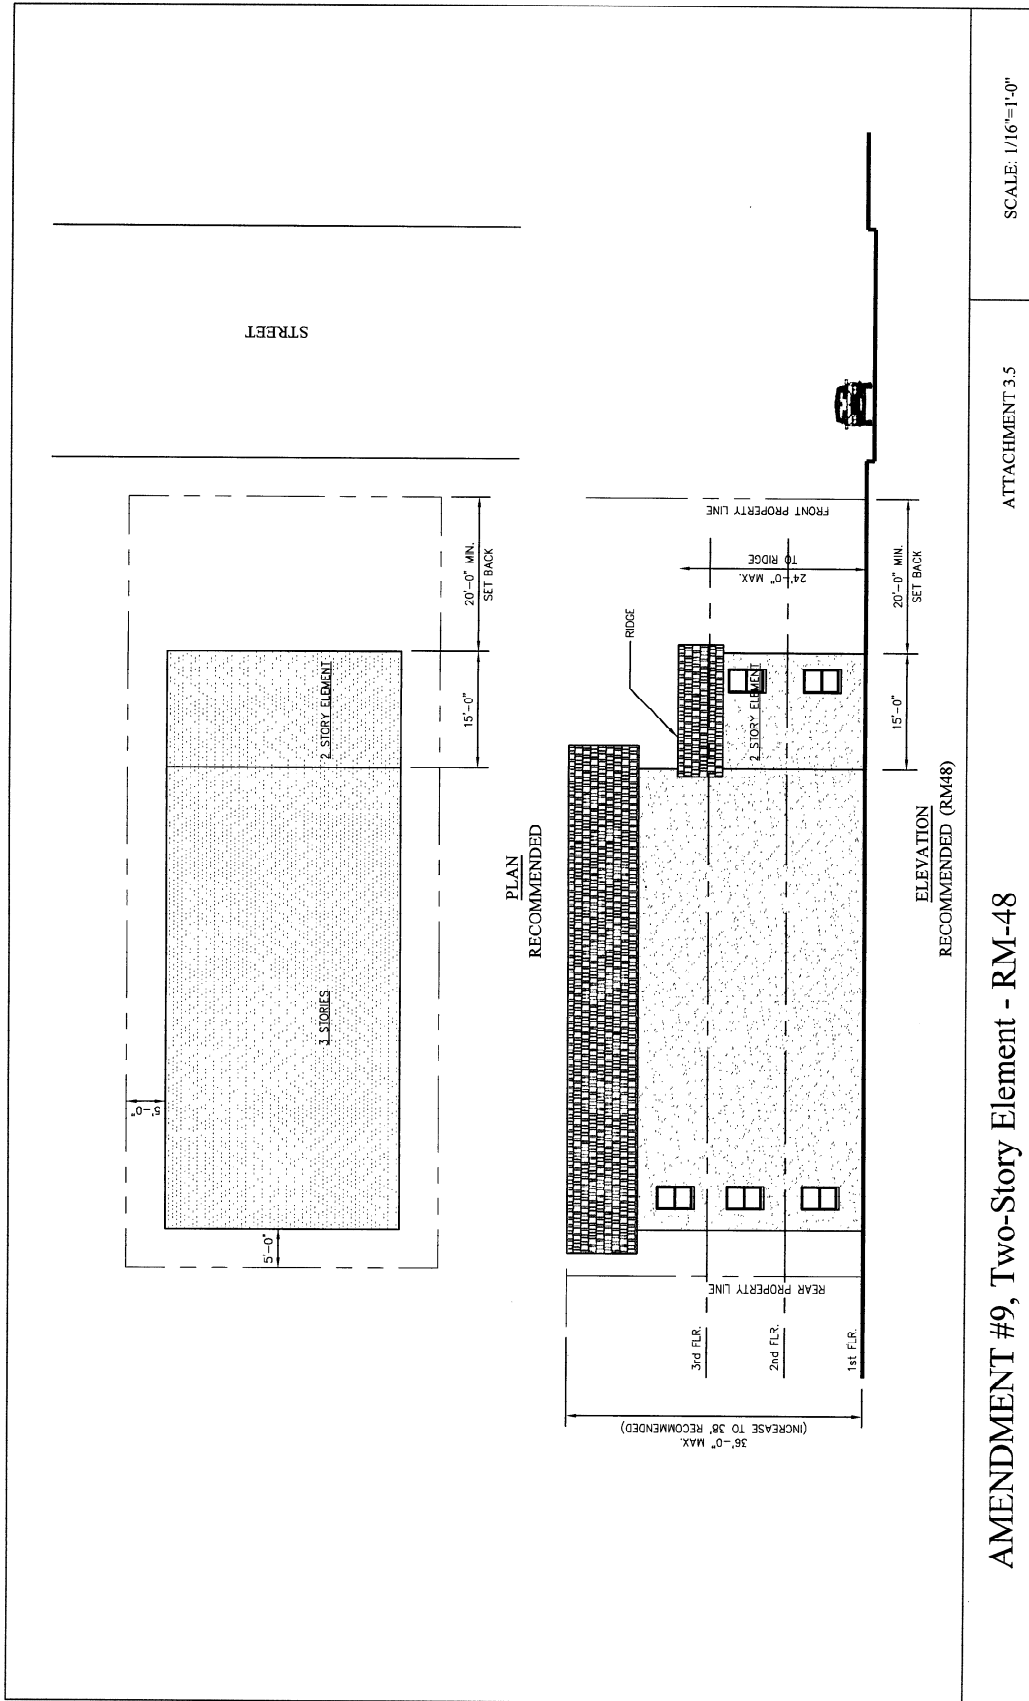 STREET
5'-0"
3 STORIES
2 STORY ELEMENT
5'-0"
15'-0"
20'-0" MIN.
SET BACK
PLAN
RECOMMENDED
RIDGE
24'-0" MAX.
TO RIDGE
FRONT PROPERTY LINE
2 STORY ELEMENT
REAR PROPERTY LINE
36'-0" MAX.
(INCREASE TO 38' RECOMMENDED)
3rd FLR.
2nd FLR.
1st FLR.
15'-0"
20'-0" MIN.
SET BACK
ELEVATION
RECOMMENDED (RM48)
AMENDMENT #9, Two-Story Element - RM-48
ATTACHMENT 3.5
SCALE: 1/16"=1'-0"